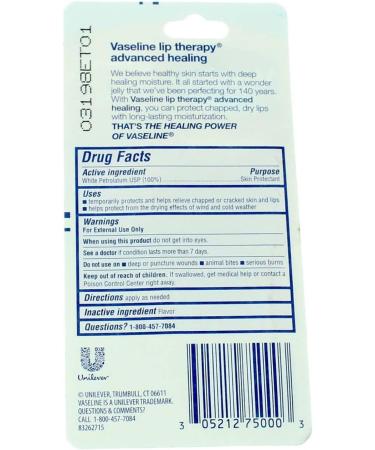 03198ET01
Vaseline lip therapy®
advanced healing
We believe healthy skin starts with deep
healing moisture. It all started with a wonder
jelly that we've been perfecting for 140 years.
With Vaseline lip therapy® advanced
healing, you can protect chapped, dry lips
with long-lasting moisturization.
THAT'S THE HEALING POWER
OF VASELINE®
Drug Facts
Active ingredient Purpose
White Petrolatum USP (100%) Skin Protectant
Uses
■ temporarily protects and helps relieve chapped or cracked skin and lips
■ helps protect from the drying effects of wind and cold weather
Warnings
For External Use Only
When using this product do not get into eyes.
See a doctor if condition lasts more than 7 days.
Do not use on ■ deep or puncture wounds ■ animal bites ■ serious burns
Keep out of reach of children. If swallowed, get medical help or contact a
Poison Control Center right away.
Directions apply as needed
Inactive ingredient Flavor
Questions? 1-800-457-7084
Unilever
© UNILEVER, TRUMBULL, CT 06611
VASELINE IS A UNILEVER TRADEMARK.
QUESTIONS & COMMENTS?
CALL 1-800-457-7084
83262715
3 05212 75000 3